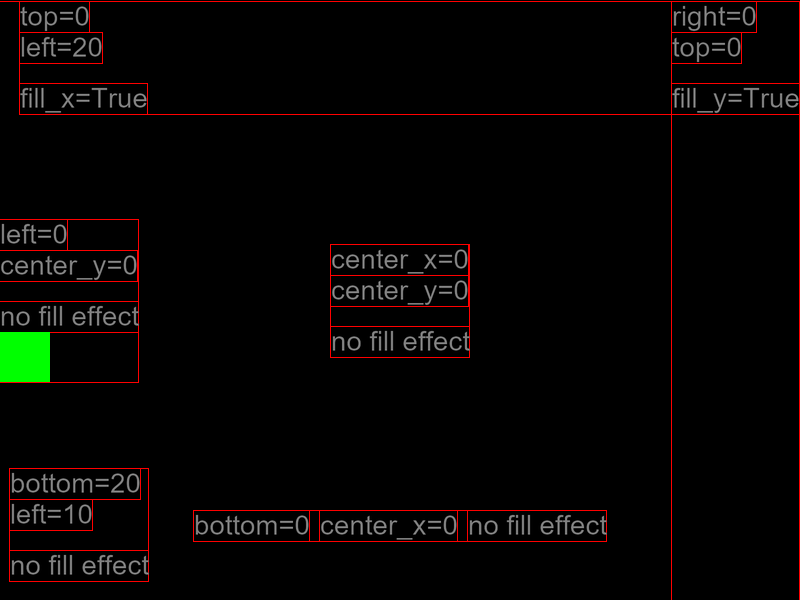 top=0
left=20
fill_x=True
right=0
top=0
fill_y=True
left=0
center_y=0
no fill effect
center_x=0
center_y=0
no fill effect
bottom=20
left=10
no fill effect
bottom=0 center_x=0 no fill effect